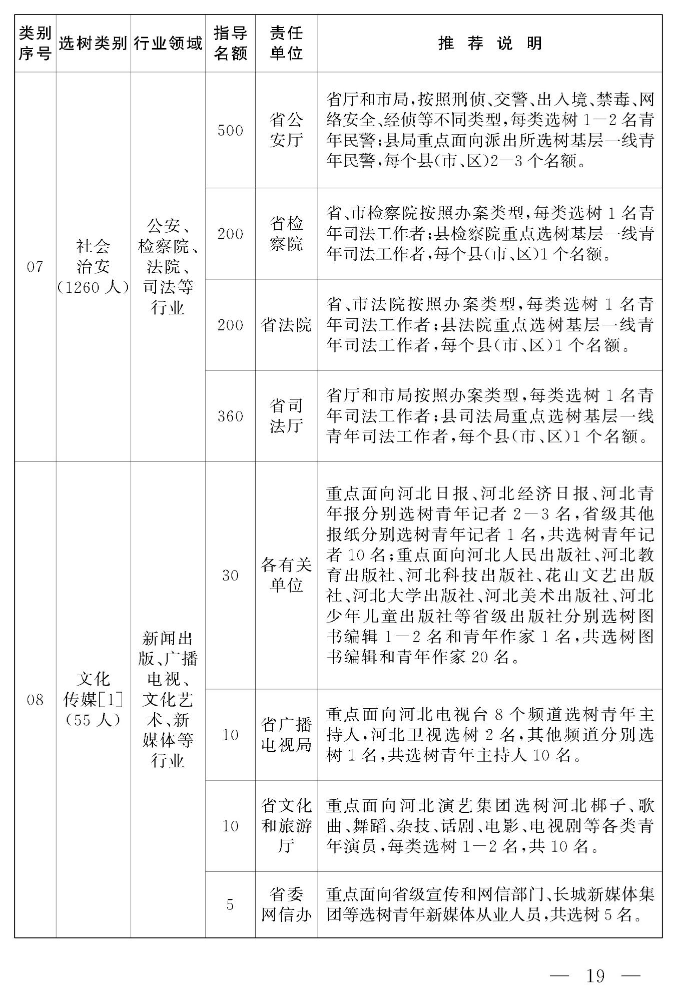 类别
序号
选树类别
行业领域
指导
名额
责任
单位
推荐说明
07
社会
治安
(1260人)
公安、
检察院、
法院、
司法等
行业
500
省公
安厅
省厅和市局,按照刑侦、交警、出入境、禁毒、网
络安全、经侦等不同类型,每类选树1—2名青
年民警;县局重点面向派出所选树基层一线青
年民警,每个县(市、区)2—3个名额。
200
省检
察院
省、市检察院按照办案类型,每类选树1名青
年司法工作者;县检察院重点选树基层一线青
年司法工作者,每个县(市、区)1个名额。
200
省法院
省、市法院按照办案类型,每类选树1名青
年司法工作者;县法院重点选树基层一线青
年司法工作者,每个县(市、区)1个名额。
360
省司
法厅
省厅和市局按照办案类型,每类选树1名青
年司法工作者;县司法局重点选树基层一线
青年司法工作者,每个县(市、区)1个名额。
08
文化
传媒[1]
(55人)
新闻出
版、广播
电视、
文化艺
术、新
媒体等
行业
30
各有关
单位
重点面向河北日报、河北经济日报、河北青
年报分别选树青年记者2—3名,省级其他
报纸分别选树青年记者1名,共选树青年记
者10名;重点面向河北人民出版社、河北教
育出版社、河北科技出版社、花山文艺出版
社、河北大学出版社、河北美术出版社、河北
少年儿童出版社等省级出版社分别选树图
书编辑1—2名和青年作家1名,共选树图
书编辑和青年作家20名。
10
省广播
电视局
重点面向河北电视台8个频道选树青年主
持人,河北卫视选树2名,其他频道分别选
树1名,共选树青年主持人10名。
10
省文化
和旅游
厅
重点面向河北演艺集团选树河北梆子、歌
曲、舞蹈、杂技、话剧、电影、电视剧等各类青
年演员,每类选树1—2名,共10名。
5
省委
网信办
重点面向省级宣传和网信部门、长城新媒体集
团等选树青年新媒体从业人员,共选树5名。
— 19 —